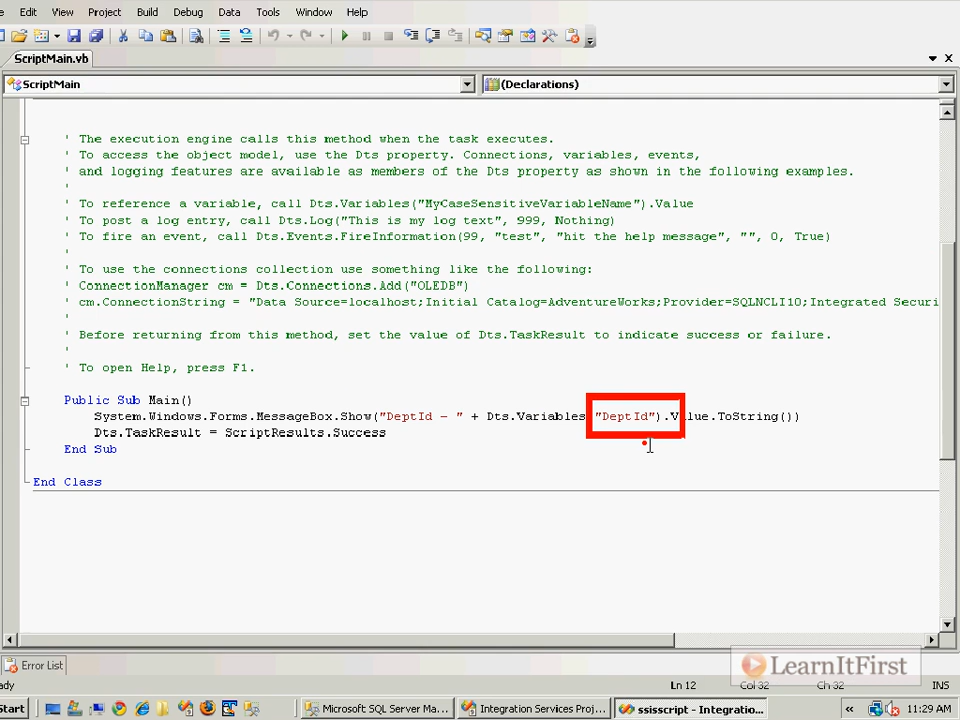 Edit View Project Build Debug Data Tools Window Help
ScriptMain.vb
ScriptMain
(Declarations)
' The execution engine calls this method when the task executes.
' To access the object model, use the Dts property. Connections, variables, events,
' and logging features are available as members of the Dts property as shown in the following examples.
'
' To reference a variable, call Dts.Variables("MyCaseSensitiveVariableName").Value
' To post a log entry, call Dts.Log("This is my log text", 999, Nothing)
' To fire an event, call Dts.Events.FireInformation(99, "test", "hit the help message", "", 0, True)
'
' To use the connections collection use something like the following:
' ConnectionManager cm = Dts.Connections.Add("OLEDB")
' cm.ConnectionString = "Data Source=localhost;Initial Catalog=AdventureWorks;Provider=SQLNCLI10;Integrated Securi
'
' Before returning from this method, set the value of Dts.TaskResult to indicate success or failure.
'
' To open Help, press F1.
Public Sub Main()
System.Windows.Forms.MessageBox.Show("DeptId - " + Dts.Variables "DeptId").Value.ToString())
Dts.TaskResult = ScriptResults.Success
End Sub
End Class
Error List
LearnItFirst
ady Ln 12 Col 32 Ch 32 INS
Start Microsoft SQL Server Ma... Integration Services Proj... ssisscript - Integratio... « 11:29 AM